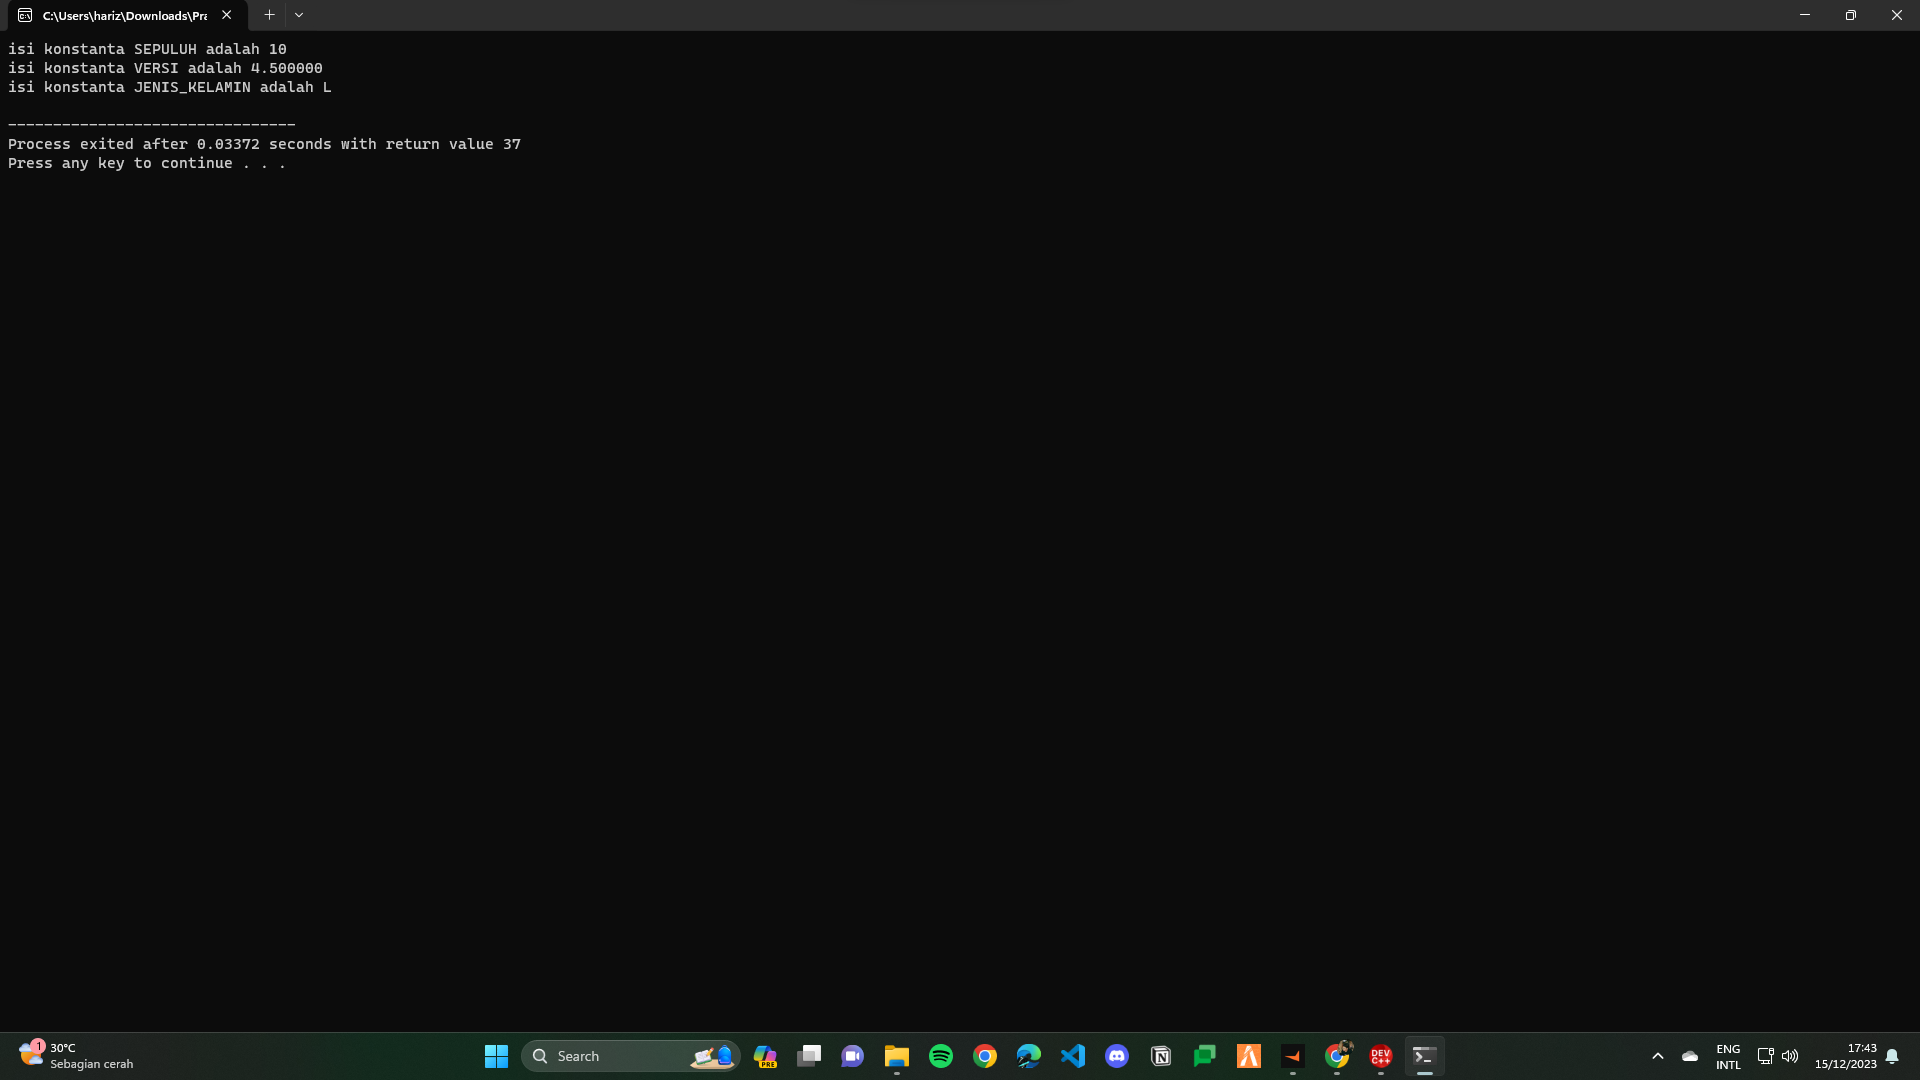 C:\Users\hariz\Downloads\Pra
isi konstanta SEPULUH adalah 10
isi konstanta VERSI adalah 4.500000
isi konstanta JENIS_KELAMIN adalah L
--------------------------------
Process exited after 0.03372 seconds with return value 37
Press any key to continue . . .
1
30°C
Sebagian cerah
Search
PRE
DEV
C++
ENG
INTL
17:43
15/12/2023